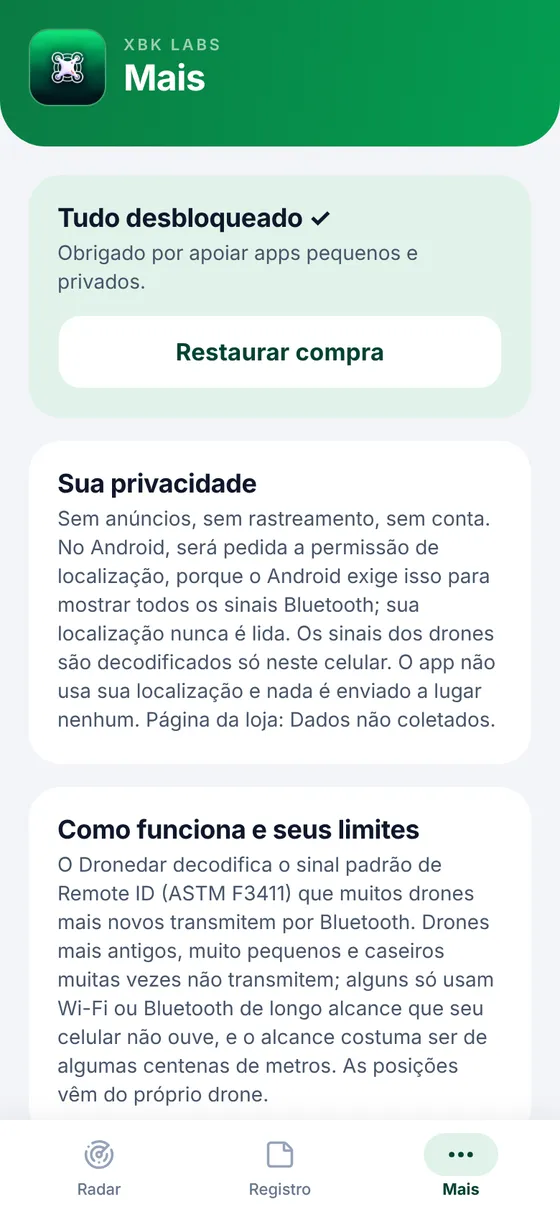 XBK LABS
Mais
Tudo desbloqueado ✓
Obrigado por apoiar apps pequenos e
privados.
Restaurar compra
Sua privacidade
Sem anúncios, sem rastreamento, sem conta.
No Android, será pedida a permissão de
localização, porque o Android exige isso para
mostrar todos os sinais Bluetooth; sua
localização nunca é lida. Os sinais dos drones
são decodificados só neste celular. O app não
usa sua localização e nada é enviado a lugar
nenhum. Página da loja: Dados não coletados.
Como funciona e seus limites
O Dronedar decodifica o sinal padrão de
Remote ID (ASTM F3411) que muitos drones
mais novos transmitem por Bluetooth. Drones
mais antigos, muito pequenos e caseiros
muitas vezes não transmitem; alguns só usam
Wi-Fi ou Bluetooth de longo alcance que seu
celular não ouve, e o alcance costuma ser de
algumas centenas de metros. As posições
vêm do próprio drone.
Radar
Registro
Mais